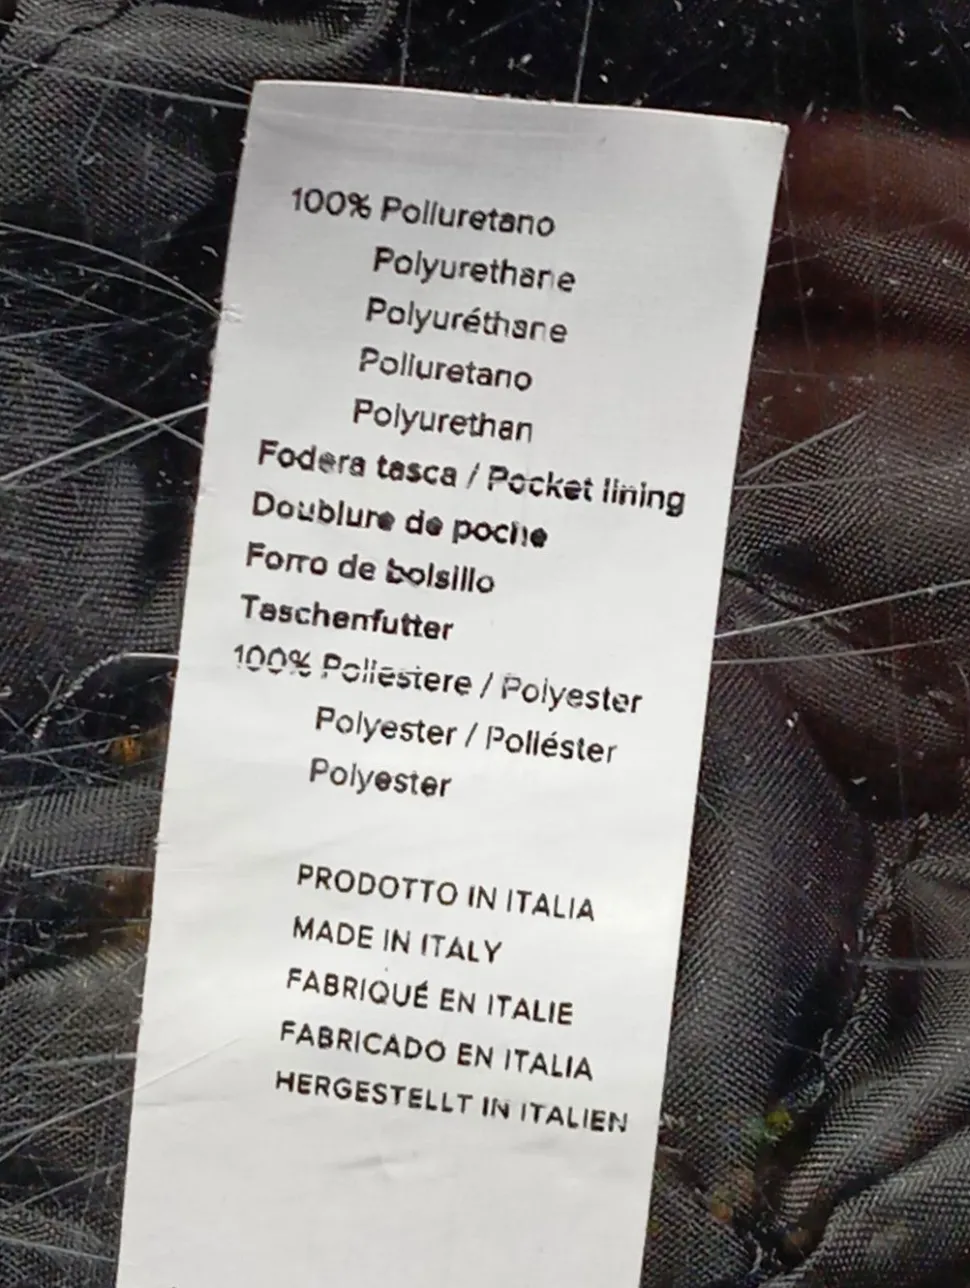 100% Poliuretano
Polyurethane
Polyuréthane
Poliuretano
Polyurethan
Fodera tasca / Pocket lining
Doublure de poche
Forro de bolsillo
Taschenfutter
100% Poliestere / Polyester
Polyester / Poliéster
Polyester
PRODOTTO IN ITALIA
MADE IN ITALY
FABRIQUÉ EN ITALIE
FABRICADO EN ITALIA
HERGESTELLT IN ITALIEN